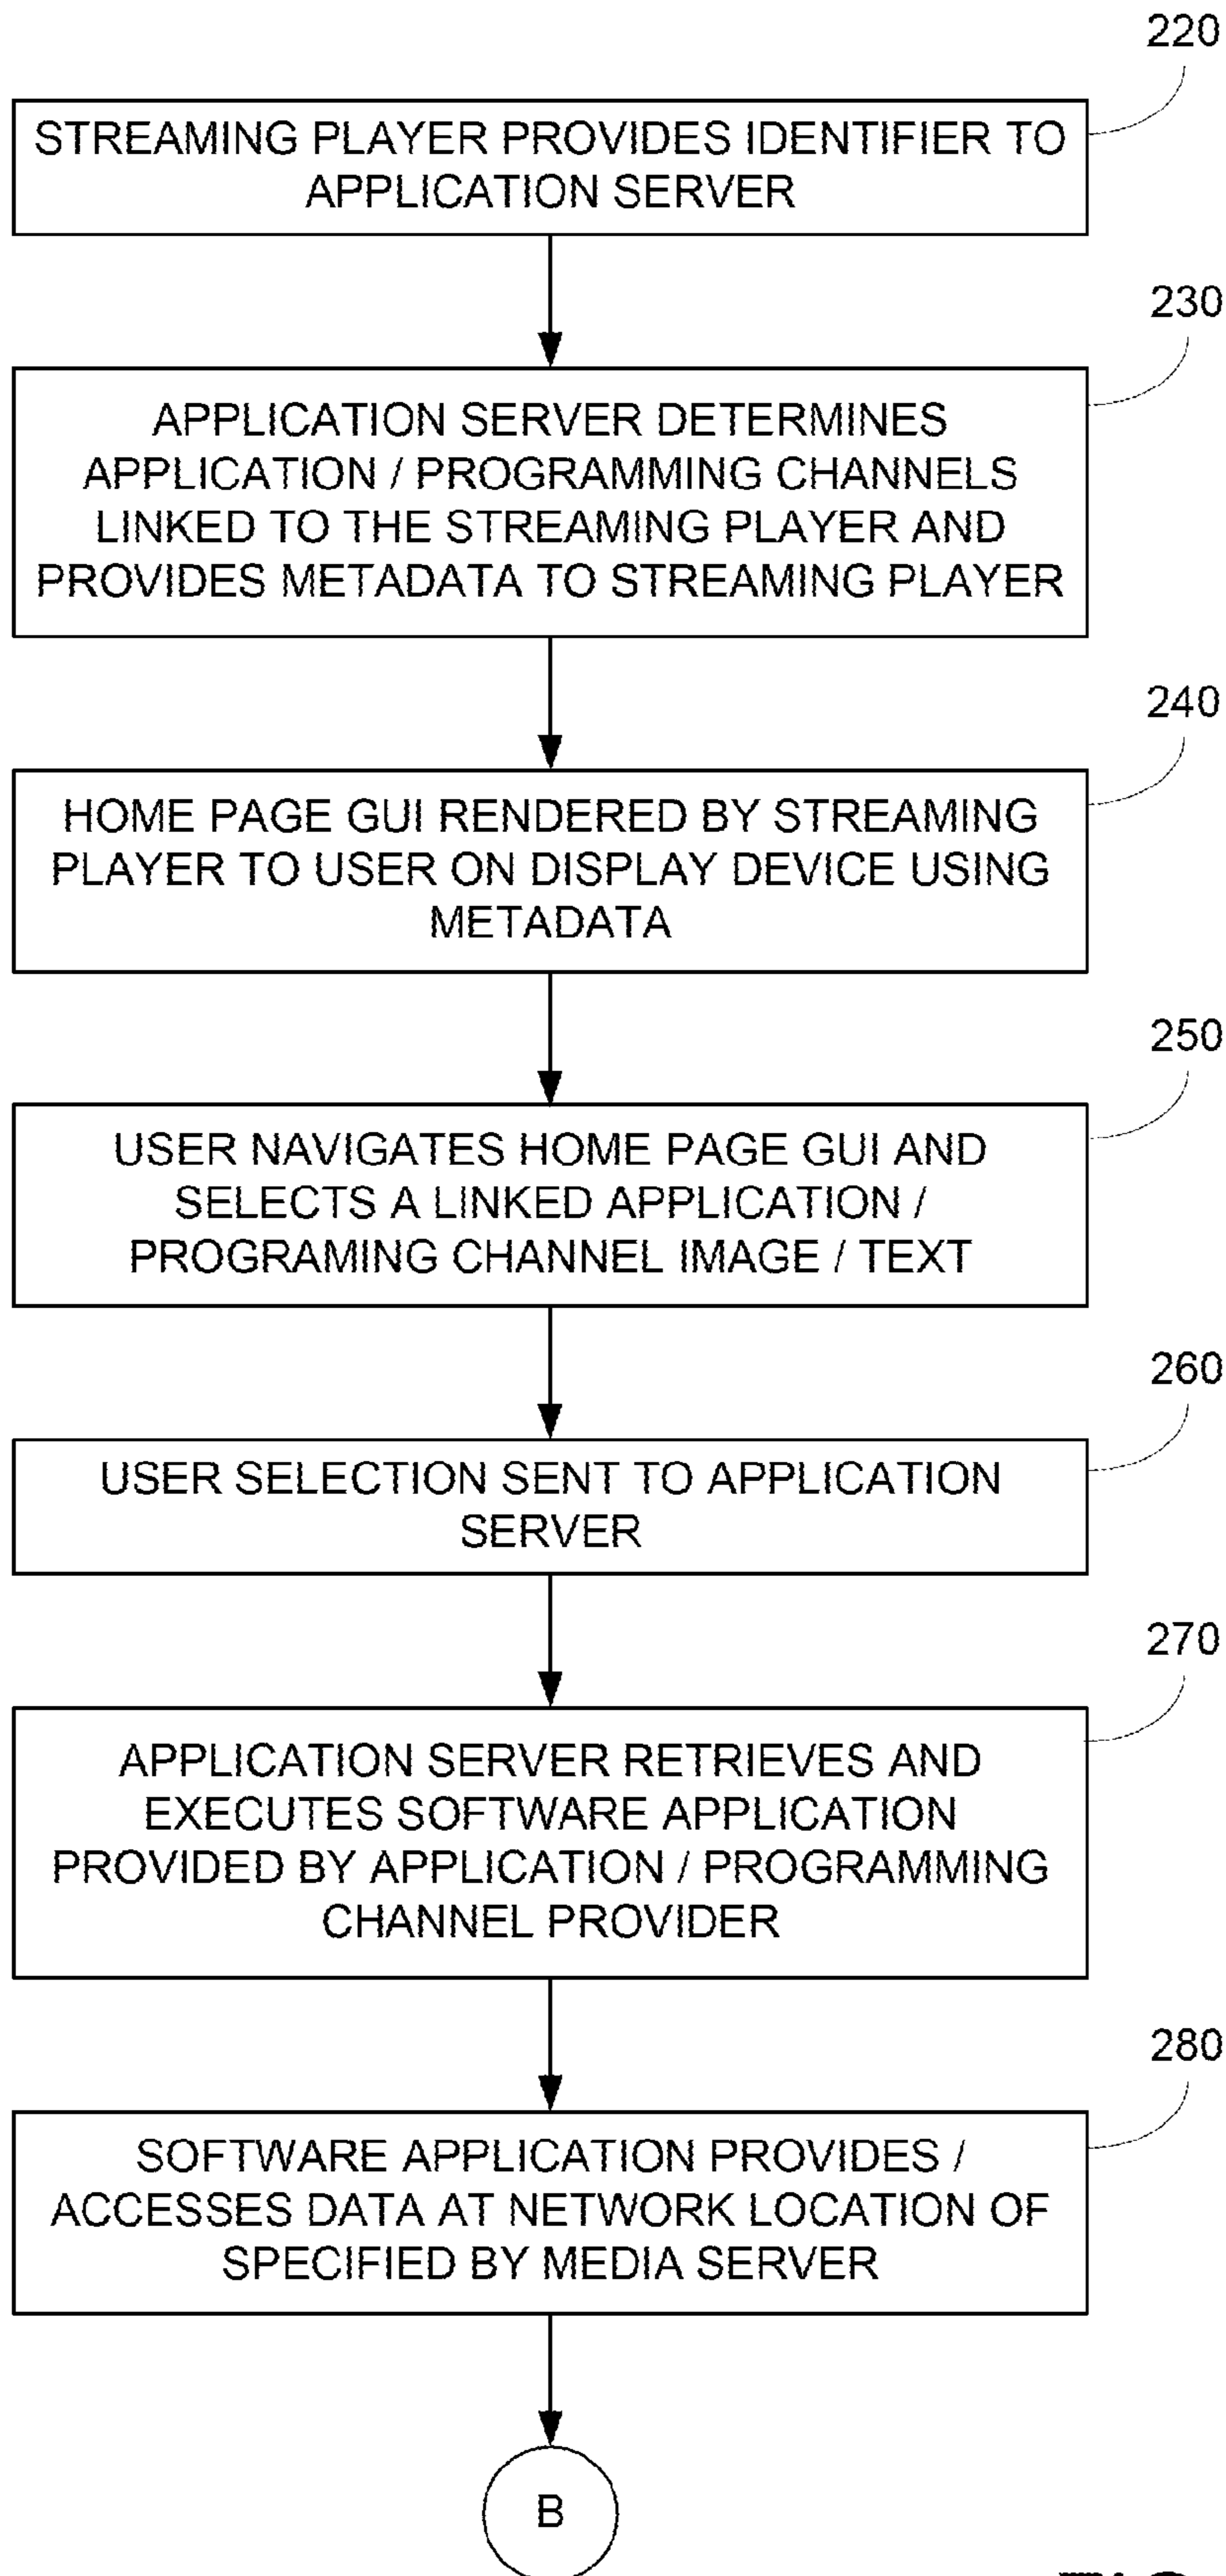 220
STREAMING PLAYER PROVIDES IDENTIFIER TO
APPLICATION SERVER
230
APPLICATION SERVER DETERMINES
APPLICATION / PROGRAMMING CHANNELS
LINKED TO THE STREAMING PLAYER AND
PROVIDES METADATA TO STREAMING PLAYER
240
HOME PAGE GUI RENDERED BY STREAMING
PLAYER TO USER ON DISPLAY DEVICE USING
METADATA
250
USER NAVIGATES HOME PAGE GUI AND
SELECTS A LINKED APPLICATION /
PROGRAMING CHANNEL IMAGE / TEXT
260
USER SELECTION SENT TO APPLICATION
SERVER
270
APPLICATION SERVER RETRIEVES AND
EXECUTES SOFTWARE APPLICATION
PROVIDED BY APPLICATION / PROGRAMMING
CHANNEL PROVIDER
280
SOFTWARE APPLICATION PROVIDES /
ACCESSES DATA AT NETWORK LOCATION OF
SPECIFIED BY MEDIA SERVER
B